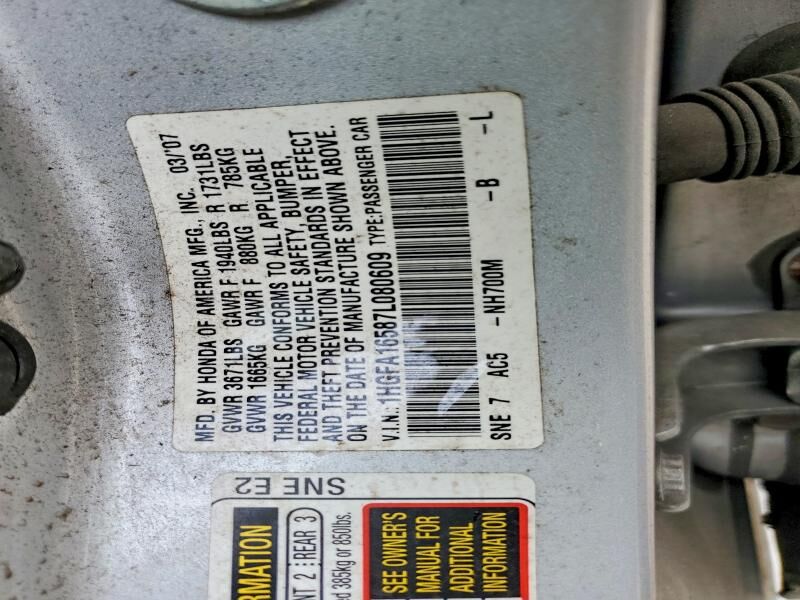 MFD. BY HONDA OF AMERICA MFG., INC. 03/'07
GVWR 3671LBS GAWR F 1940LBS R 1731LBS
GVWR 1665KG GAWR F 880KG R 785KG
THIS VEHICLE CONFORMS TO ALL APPLICABLE
FEDERAL MOTOR VEHICLE SAFETY, BUMPER,
AND THEFT PREVENTION STANDARDS IN EFFECT
ON THE DATE OF MANUFACTURE SHOWN ABOVE.
V.I.N.: 1HGFA16587L080609 TYPE:PASSENGER CAR
SNE 7 AC5 -NH700M -B -L
SNE E2
2 REAR 3
385kg or 850lbs.
SEE OWNER'S
MANUAL FOR
ADDITIONAL
INFORMATION